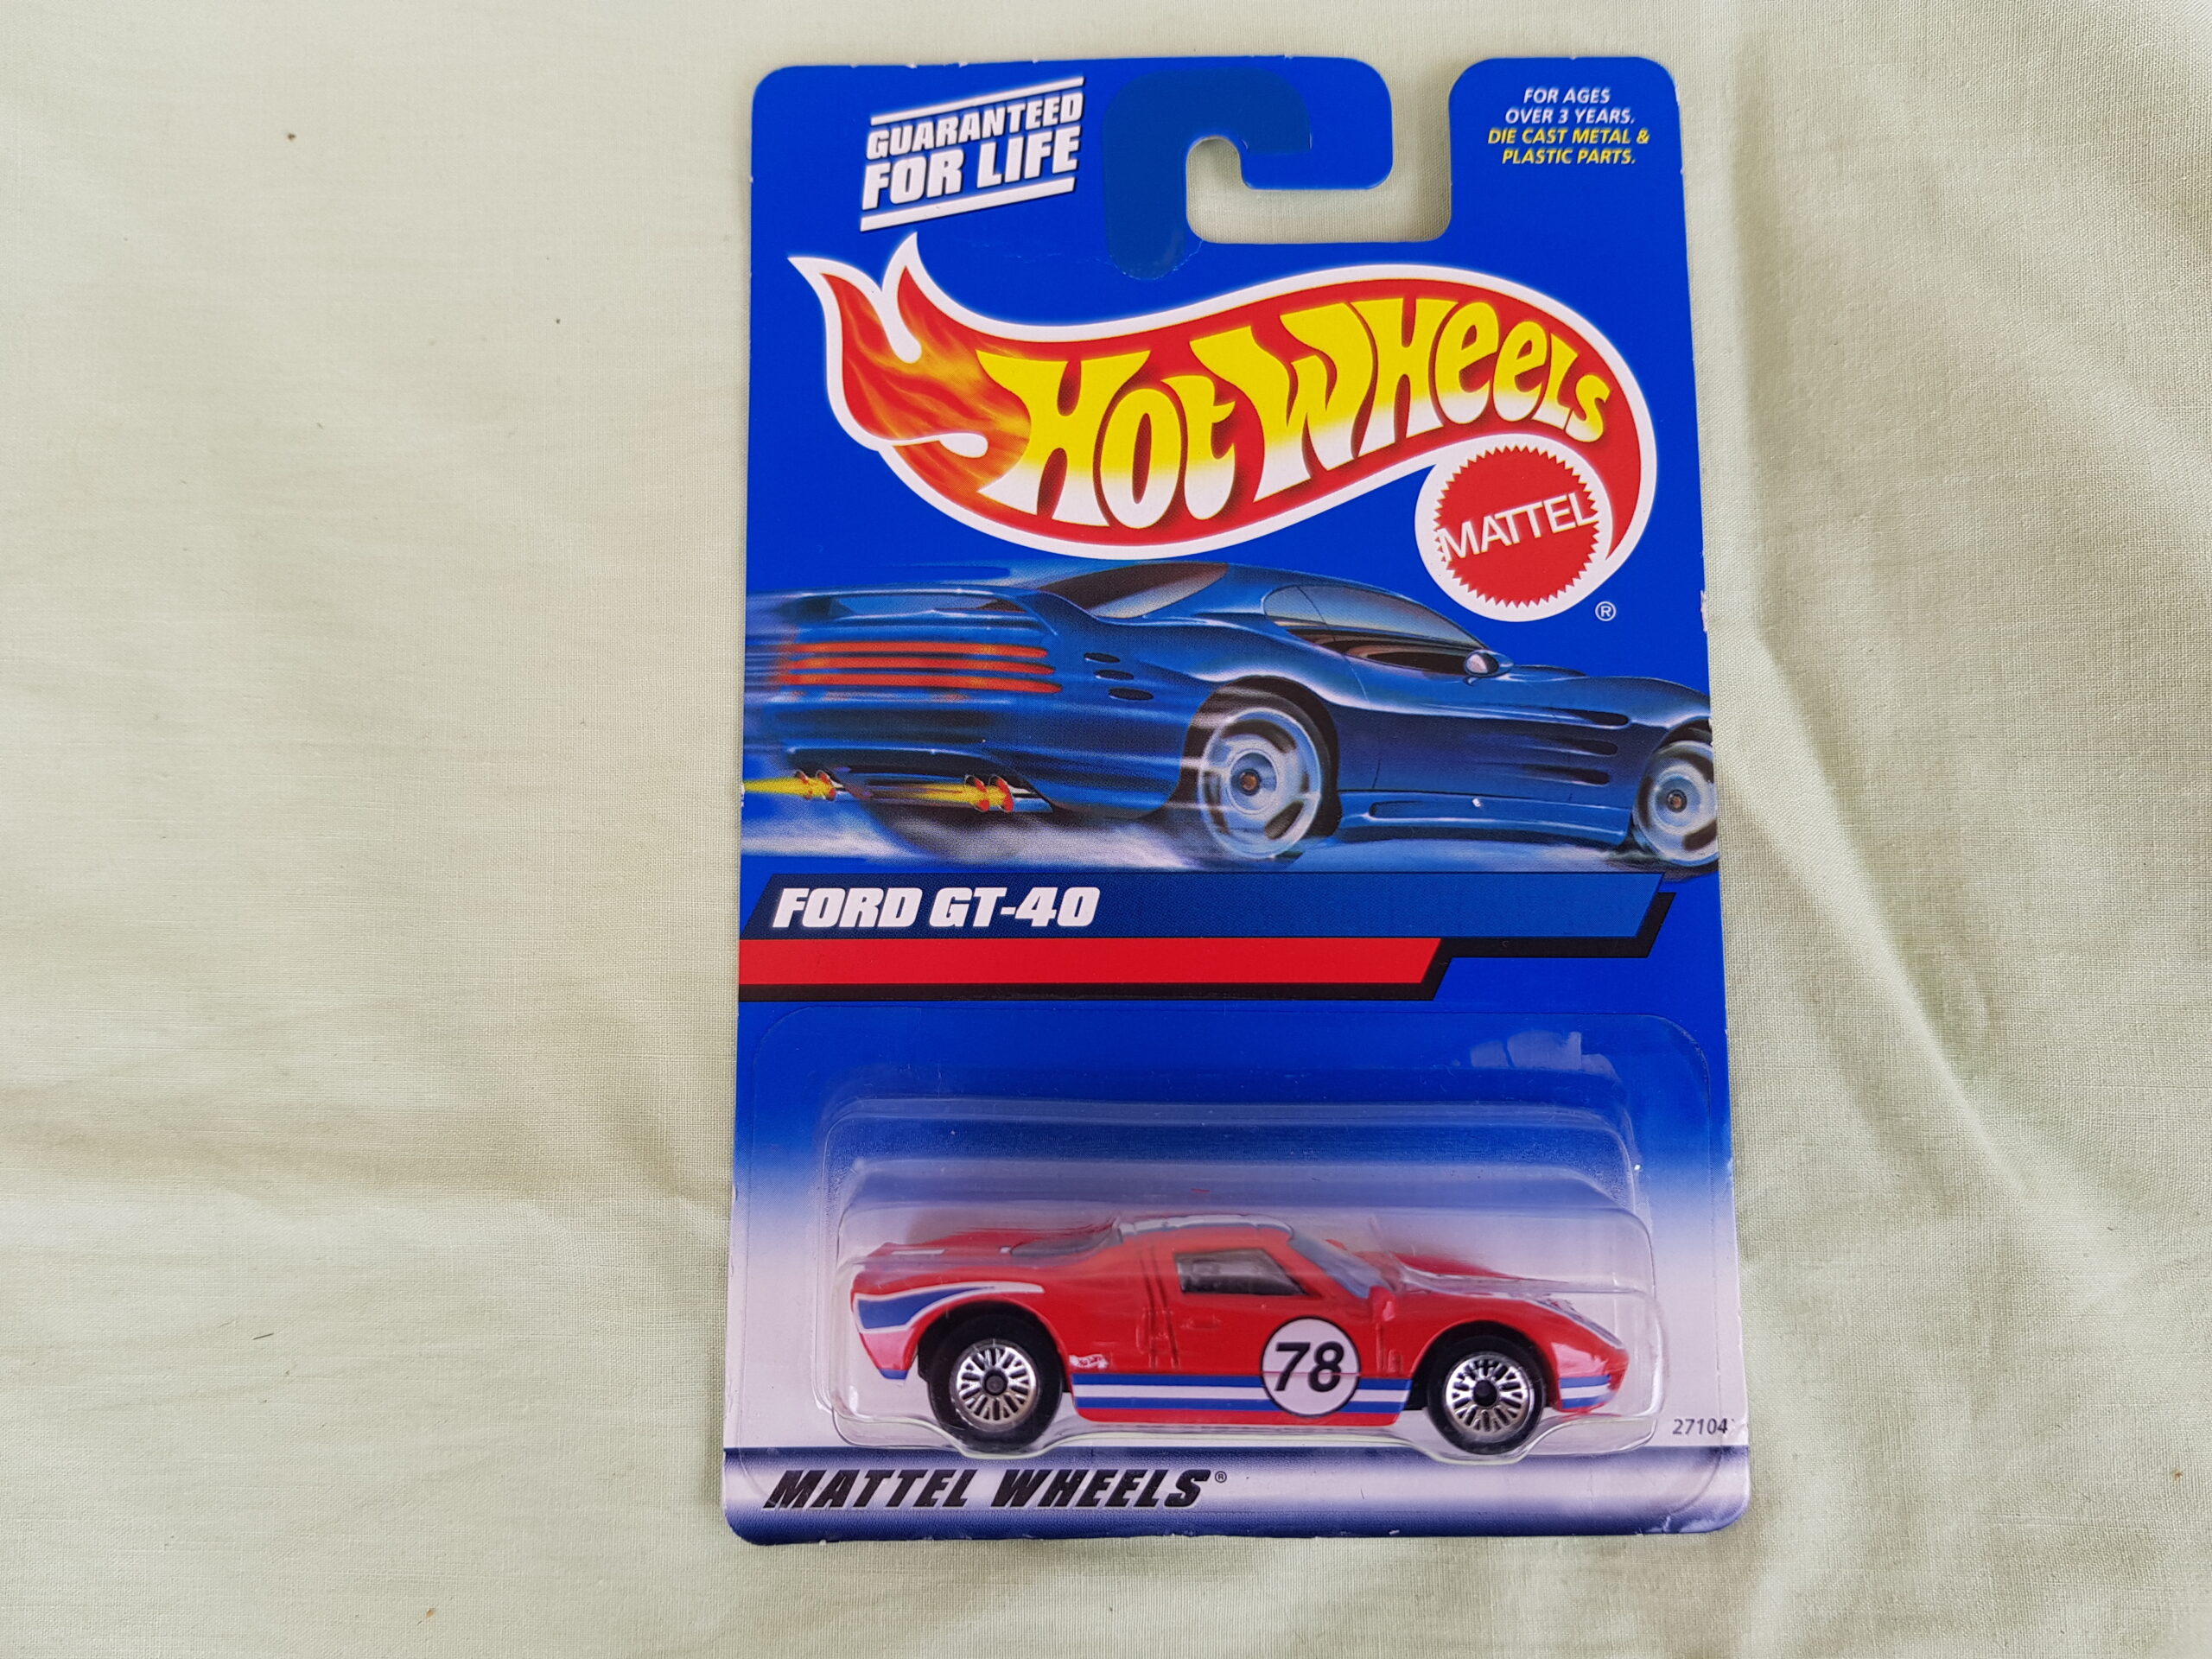 GUARANTEED
FOR LIFE
FOR AGES
OVER 3 YEARS.
DIE CAST METAL &
PLASTIC PARTS.
HOT WHEELS
MATTEL
®
FORD GT-40
78
27104
MATTEL WHEELS®